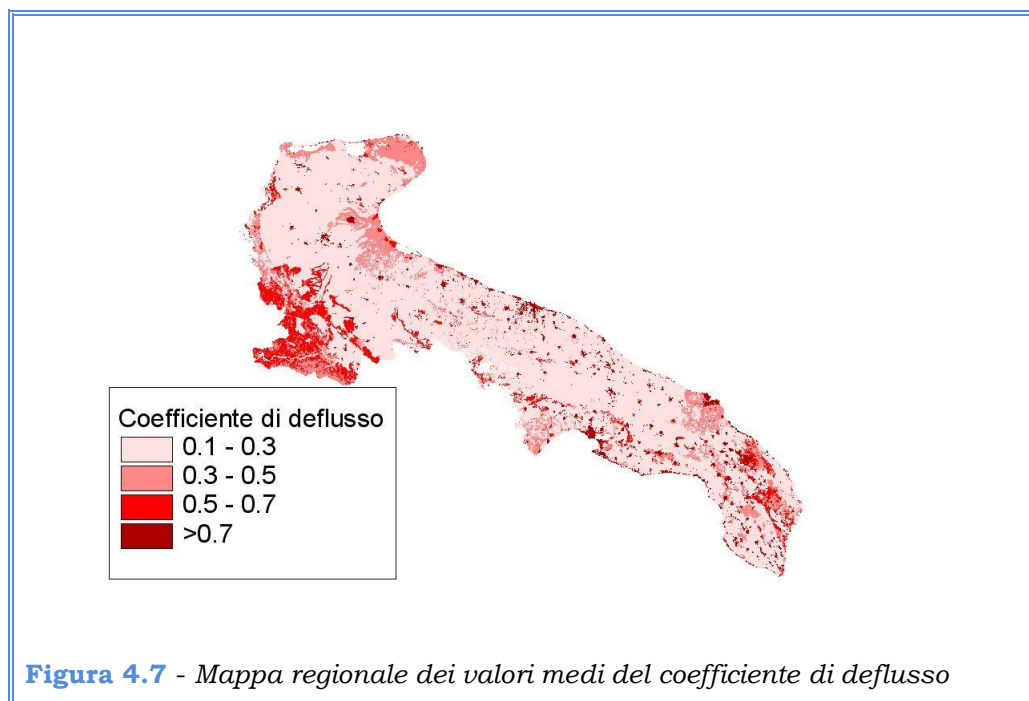 Coefficiente di deflusso
0.1 - 0.3
0.3 - 0.5
0.5 - 0.7
>0.7
Figura 4.7 - Mappa regionale dei valori medi del coefficiente di deflusso